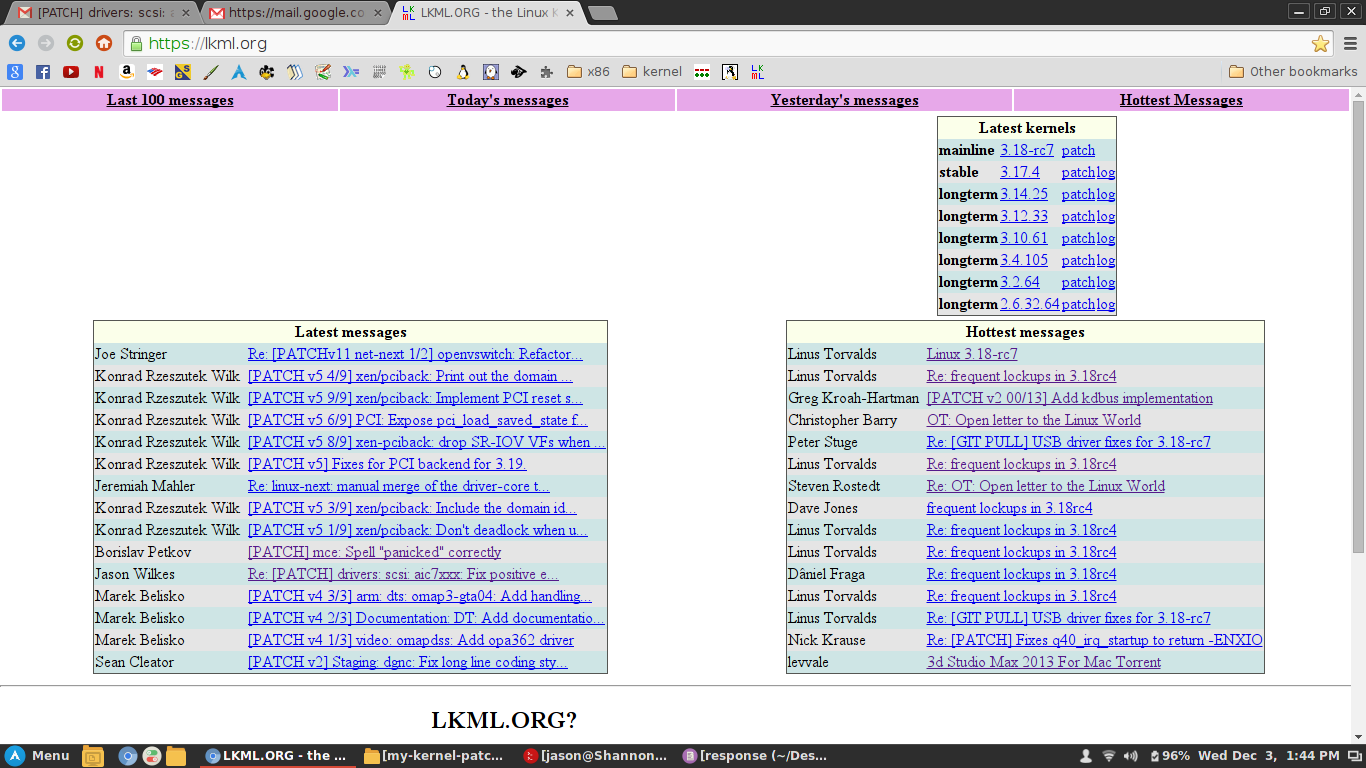 [PATCH] drivers: scsi: a
https://mail.google.co
LKML.ORG - the Linux K
https://lkml.org
x86
kernel
Other bookmarks
Last 100 messages Today's messages Yesterday's messages Hottest Messages
Latest kernels
mainline 3.18-rc7 patch
stable 3.17.4 patch log
longterm 3.14.25 patch log
longterm 3.12.33 patch log
longterm 3.10.61 patch log
longterm 3.4.105 patch log
longterm 3.2.64 patch log
longterm 2.6.32.64 patch log
Latest messages
Joe Stringer Re: [PATCHv11 net-next 1/2] openvswitch: Refactor...
Konrad Rzeszutek Wilk [PATCH v5 4/9] xen/pciback: Print out the domain ...
Konrad Rzeszutek Wilk [PATCH v5 9/9] xen/pciback: Implement PCI reset s...
Konrad Rzeszutek Wilk [PATCH v5 6/9] PCI: Expose pci_load_saved_state f...
Konrad Rzeszutek Wilk [PATCH v5 8/9] xen-pciback: drop SR-IOV VFs when ...
Konrad Rzeszutek Wilk [PATCH v5] Fixes for PCI backend for 3.19.
Jeremiah Mahler Re: linux-next: manual merge of the driver-core t...
Konrad Rzeszutek Wilk [PATCH v5 3/9] xen/pciback: Include the domain id...
Konrad Rzeszutek Wilk [PATCH v5 1/9] xen/pciback: Don't deadlock when u...
Borislav Petkov [PATCH] mce: Spell "panicked" correctly
Jason Wilkes Re: [PATCH] drivers: scsi: aic7xxx: Fix positive e...
Marek Belisko [PATCH v4 3/3] arm: dts: omap3-gta04: Add handling...
Marek Belisko [PATCH v4 2/3] Documentation: DT: Add documentatio...
Marek Belisko [PATCH v4 1/3] video: omapdss: Add opa362 driver
Sean Cleator [PATCH v2] Staging: dgnc: Fix long line coding sty...
Hottest messages
Linus Torvalds Linux 3.18-rc7
Linus Torvalds Re: frequent lockups in 3.18rc4
Greg Kroah-Hartman [PATCH v2 00/13] Add kdbus implementation
Christopher Barry OT: Open letter to the Linux World
Peter Stuge Re: [GIT PULL] USB driver fixes for 3.18-rc7
Linus Torvalds Re: frequent lockups in 3.18rc4
Steven Rostedt Re: OT: Open letter to the Linux World
Dave Jones frequent lockups in 3.18rc4
Linus Torvalds Re: frequent lockups in 3.18rc4
Linus Torvalds Re: frequent lockups in 3.18rc4
Dâniel Fraga Re: frequent lockups in 3.18rc4
Linus Torvalds Re: frequent lockups in 3.18rc4
Linus Torvalds Re: [GIT PULL] USB driver fixes for 3.18-rc7
Nick Krause Re: [PATCH] Fixes q40_irq_startup to return -ENXIO
levvale 3d Studio Max 2013 For Mac Torrent
LKML.ORG?
Menu
LKML.ORG - the ...
[my-kernel-patc...
[jason@Shannon...
[response (~/Des...
96% Wed Dec 3, 1:44 PM